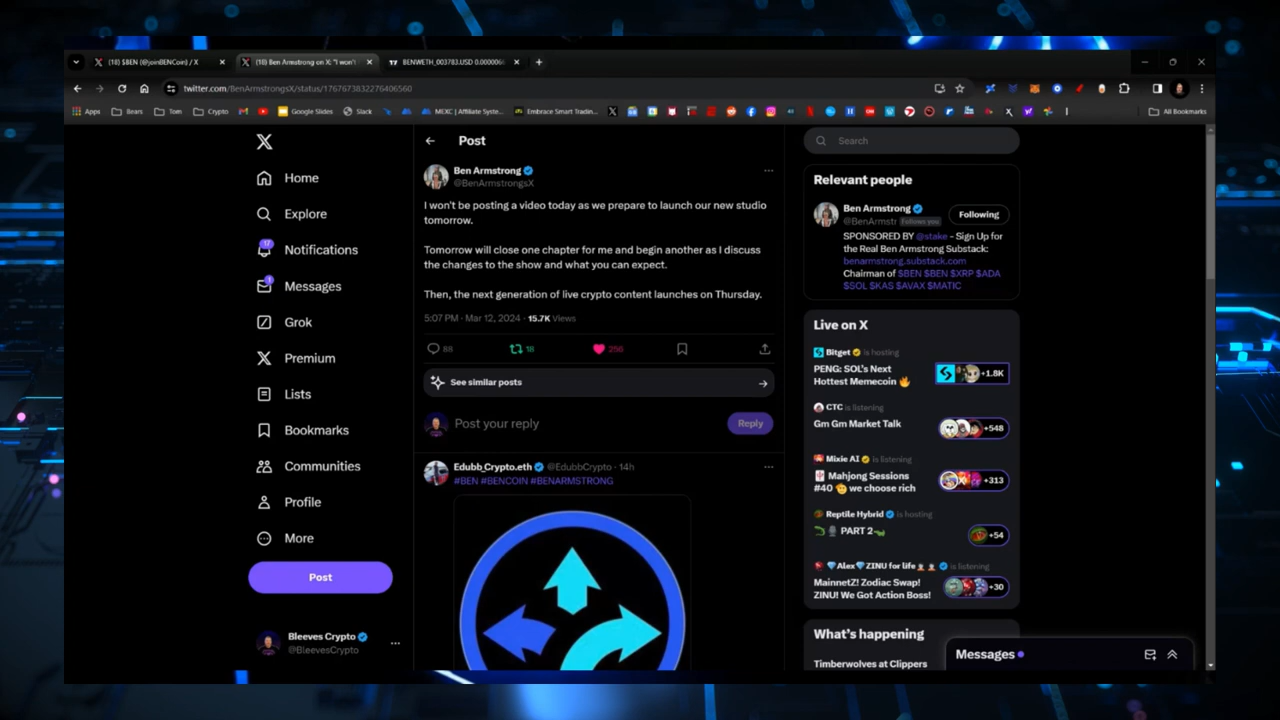 (18) $BEN (@joinBENCoin) / X
(18) Ben Armstrong on X: "I won'
BENWETH_003783.USD 0.000006
twitter.com/BenArmstrongsX/status/1767673832276406560
Apps
Bears
Tom
Crypto
Google Slides
Slack
MEXC | Affiliate Syste...
Embrace Smart Tradin...
All Bookmarks
Home
Explore
17
Notifications
1
Messages
Grok
Premium
Lists
Bookmarks
Communities
Profile
More
Post
Bleeves Crypto
@BleevesCrypto
Post
Ben Armstrong
@BenArmstrongsX
I won't be posting a video today as we prepare to launch our new studio
tomorrow.
Tomorrow will close one chapter for me and begin another as I discuss
the changes to the show and what you can expect.
Then, the next generation of live crypto content launches on Thursday.
5:07 PM · Mar 12, 2024 · 15.7K Views
88
18
256
See similar posts
Post your reply
Reply
Edubb_Crypto.eth @EdubbCrypto · 14h
#BEN #BENCOIN #BENARMSTRONG
Search
Relevant people
Ben Armstrong
@BenArmstr Follows you
Following
SPONSORED BY @stake - Sign Up for
the Real Ben Armstrong Substack:
benarmstrong.substack.com
Chairman of $BEN $BEN $XRP $ADA
$SOL $KAS $AVAX $MATIC
Live on X
Bitget is hosting
PENG: SOL's Next
Hottest Memecoin
+1.8K
CTC is listening
Gm Gm Market Talk
+548
Mixie AI is listening
Mahjong Sessions
#40 we choose rich
+313
Reptile Hybrid is hosting
PART 2
+54
Alex ZINU for life is listening
MainnetZ! Zodiac Swap!
ZINU! We Got Action Boss!
+30
What's happening
Timberwolves at Clippers
Messages